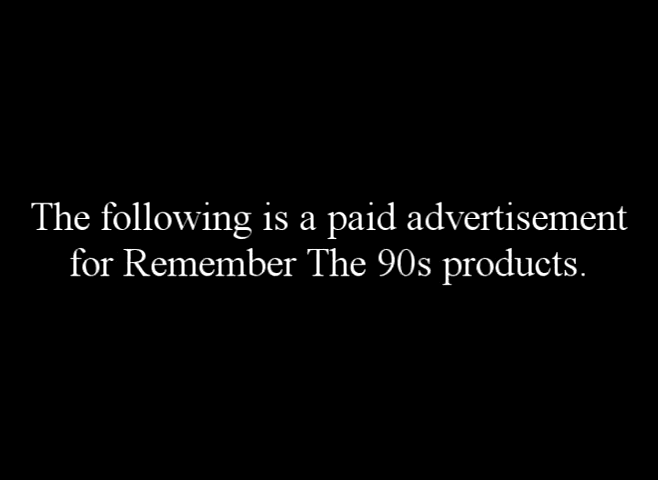 The following is a paid advertisement
for Remember The 90s products.